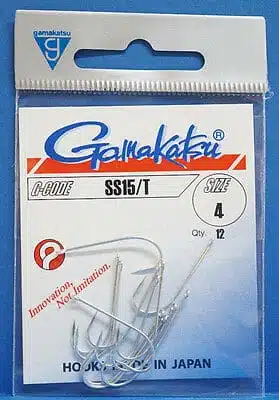 gamakatsu
g
Gamakatsu®
G-CODE
SS15/T
SIZE
4
Qty. 12
Innovation,
Not Imitation.
HOOKS MADE IN JAPAN